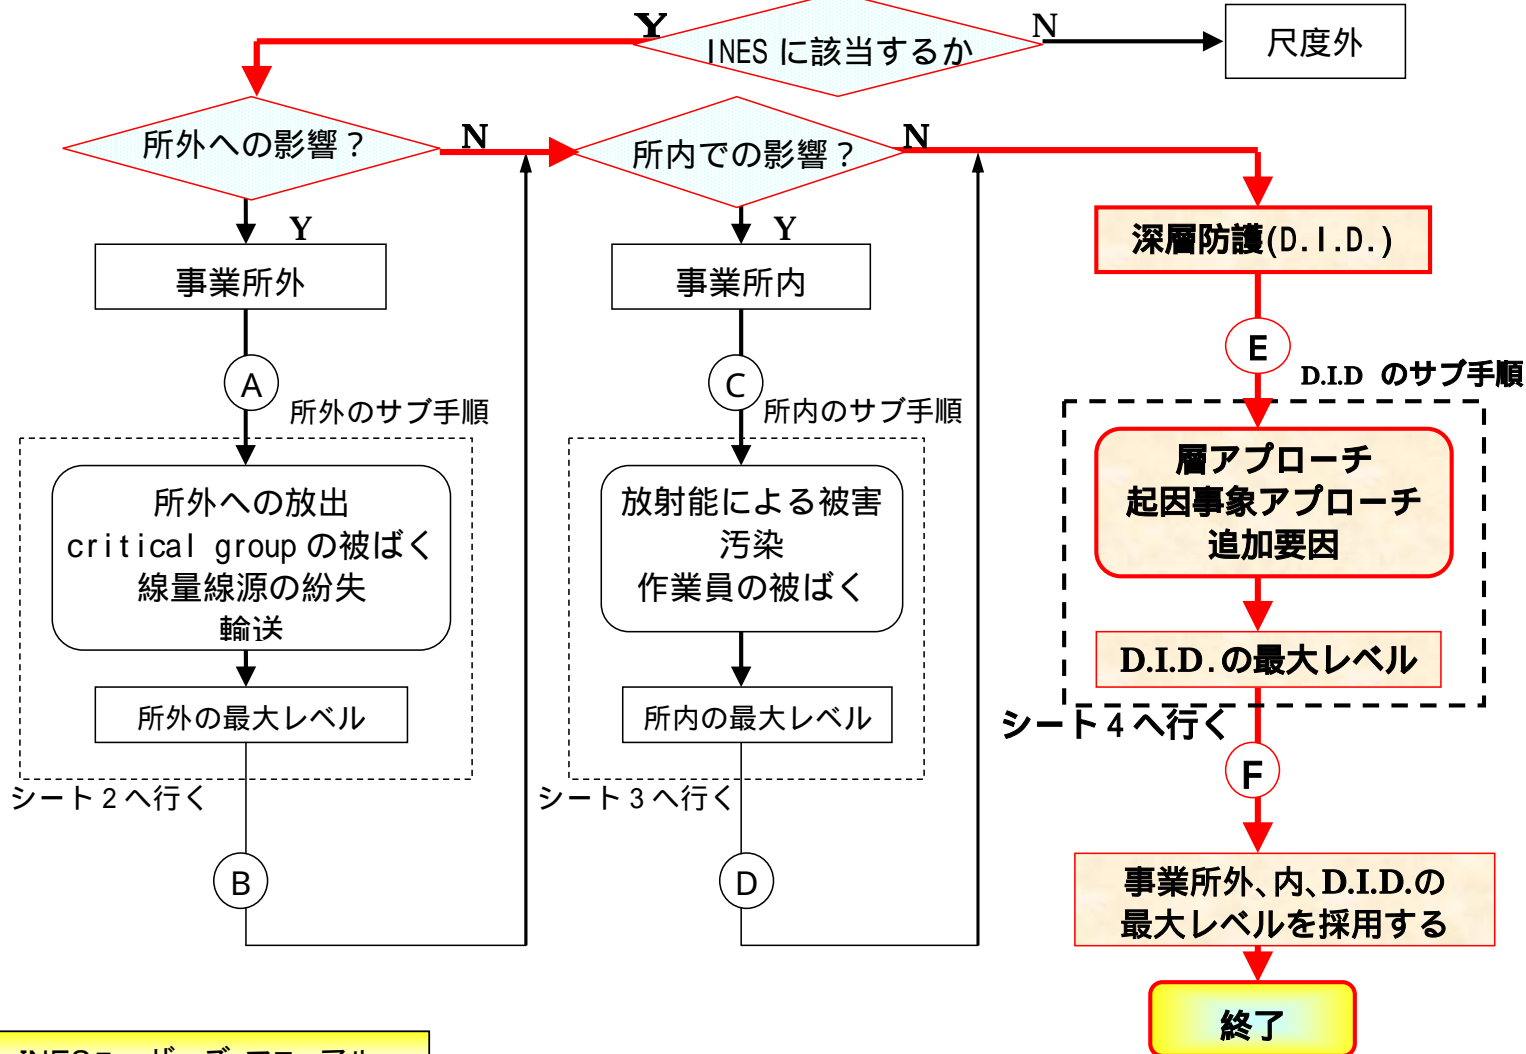 INES に該当するか
Y
N
尺度外
所外への影響？
N
所内での影響？
N
Y
Y
深層防護(D.I.D.)
事業所外
事業所内
A
C
E
所外のサブ手順
所内のサブ手順
D.I.D のサブ手順
所外への放出
critical group の被ばく
線量線源の紛失
輸送
放射能による被害
汚染
作業員の被ばく
層アプローチ
起因事象アプローチ
追加要因
所外の最大レベル
所内の最大レベル
D.I.D.の最大レベル
シート 2 へ行く
シート 3 へ行く
シート 4 へ行く
B
D
F
事業所外、内、D.I.D.の
最大レベルを採用する
終了